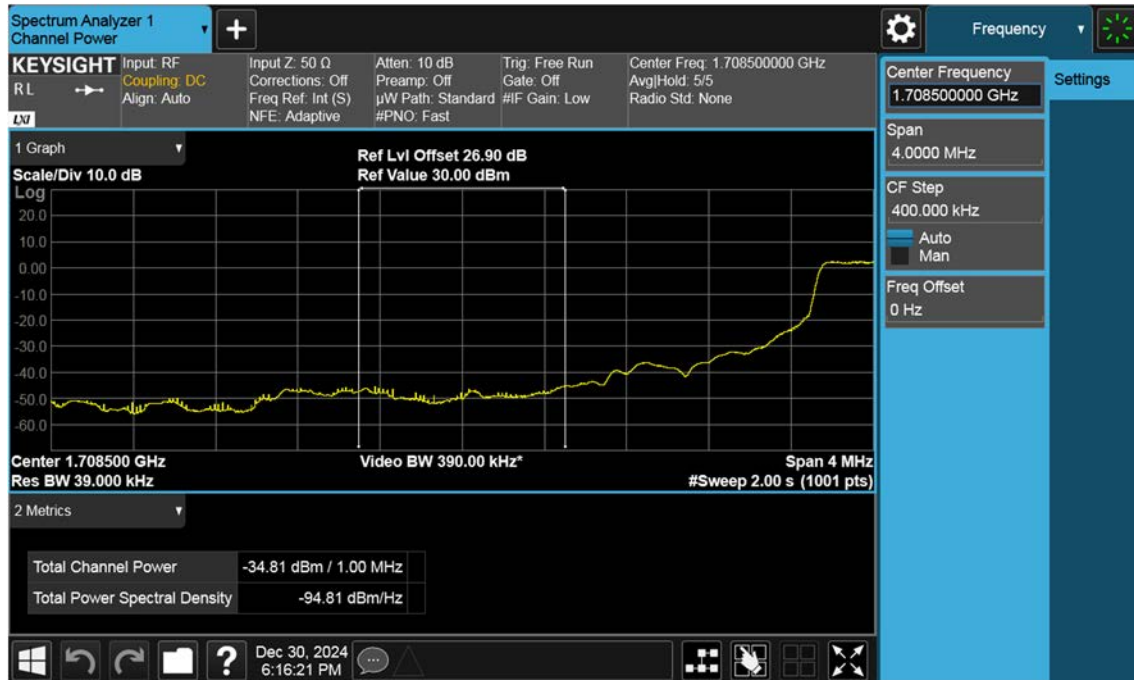 Spectrum Analyzer 1
Channel Power
Frequency
KEYSIGHT
RL
LXI
Input: RF
Coupling: DC
Align: Auto
Input Z: 50 Ω
Corrections: Off
Freq Ref: Int (S)
NFE: Adaptive
Atten: 10 dB
Preamp: Off
µW Path: Standard
#PNO: Fast
Trig: Free Run
Gate: Off
#IF Gain: Low
Center Freq: 1.708500000 GHz
Avg|Hold: 5/5
Radio Std: None
Center Frequency
1.708500000 GHz
Settings
Span
4.0000 MHz
CF Step
400.000 kHz
Auto
Man
Freq Offset
0 Hz
1 Graph
Scale/Div 10.0 dB
Ref Lvl Offset 26.90 dB
Ref Value 30.00 dBm
Log
20.0
10.0
0.00
-10.0
-20.0
-30.0
-40.0
-50.0
-60.0
Center 1.708500 GHz
Video BW 390.00 kHz*
Span 4 MHz
Res BW 39.000 kHz
#Sweep 2.00 s (1001 pts)
2 Metrics
Total Channel Power -34.81 dBm / 1.00 MHz
Total Power Spectral Density -94.81 dBm/Hz
?
Dec 30, 2024
6:16:21 PM